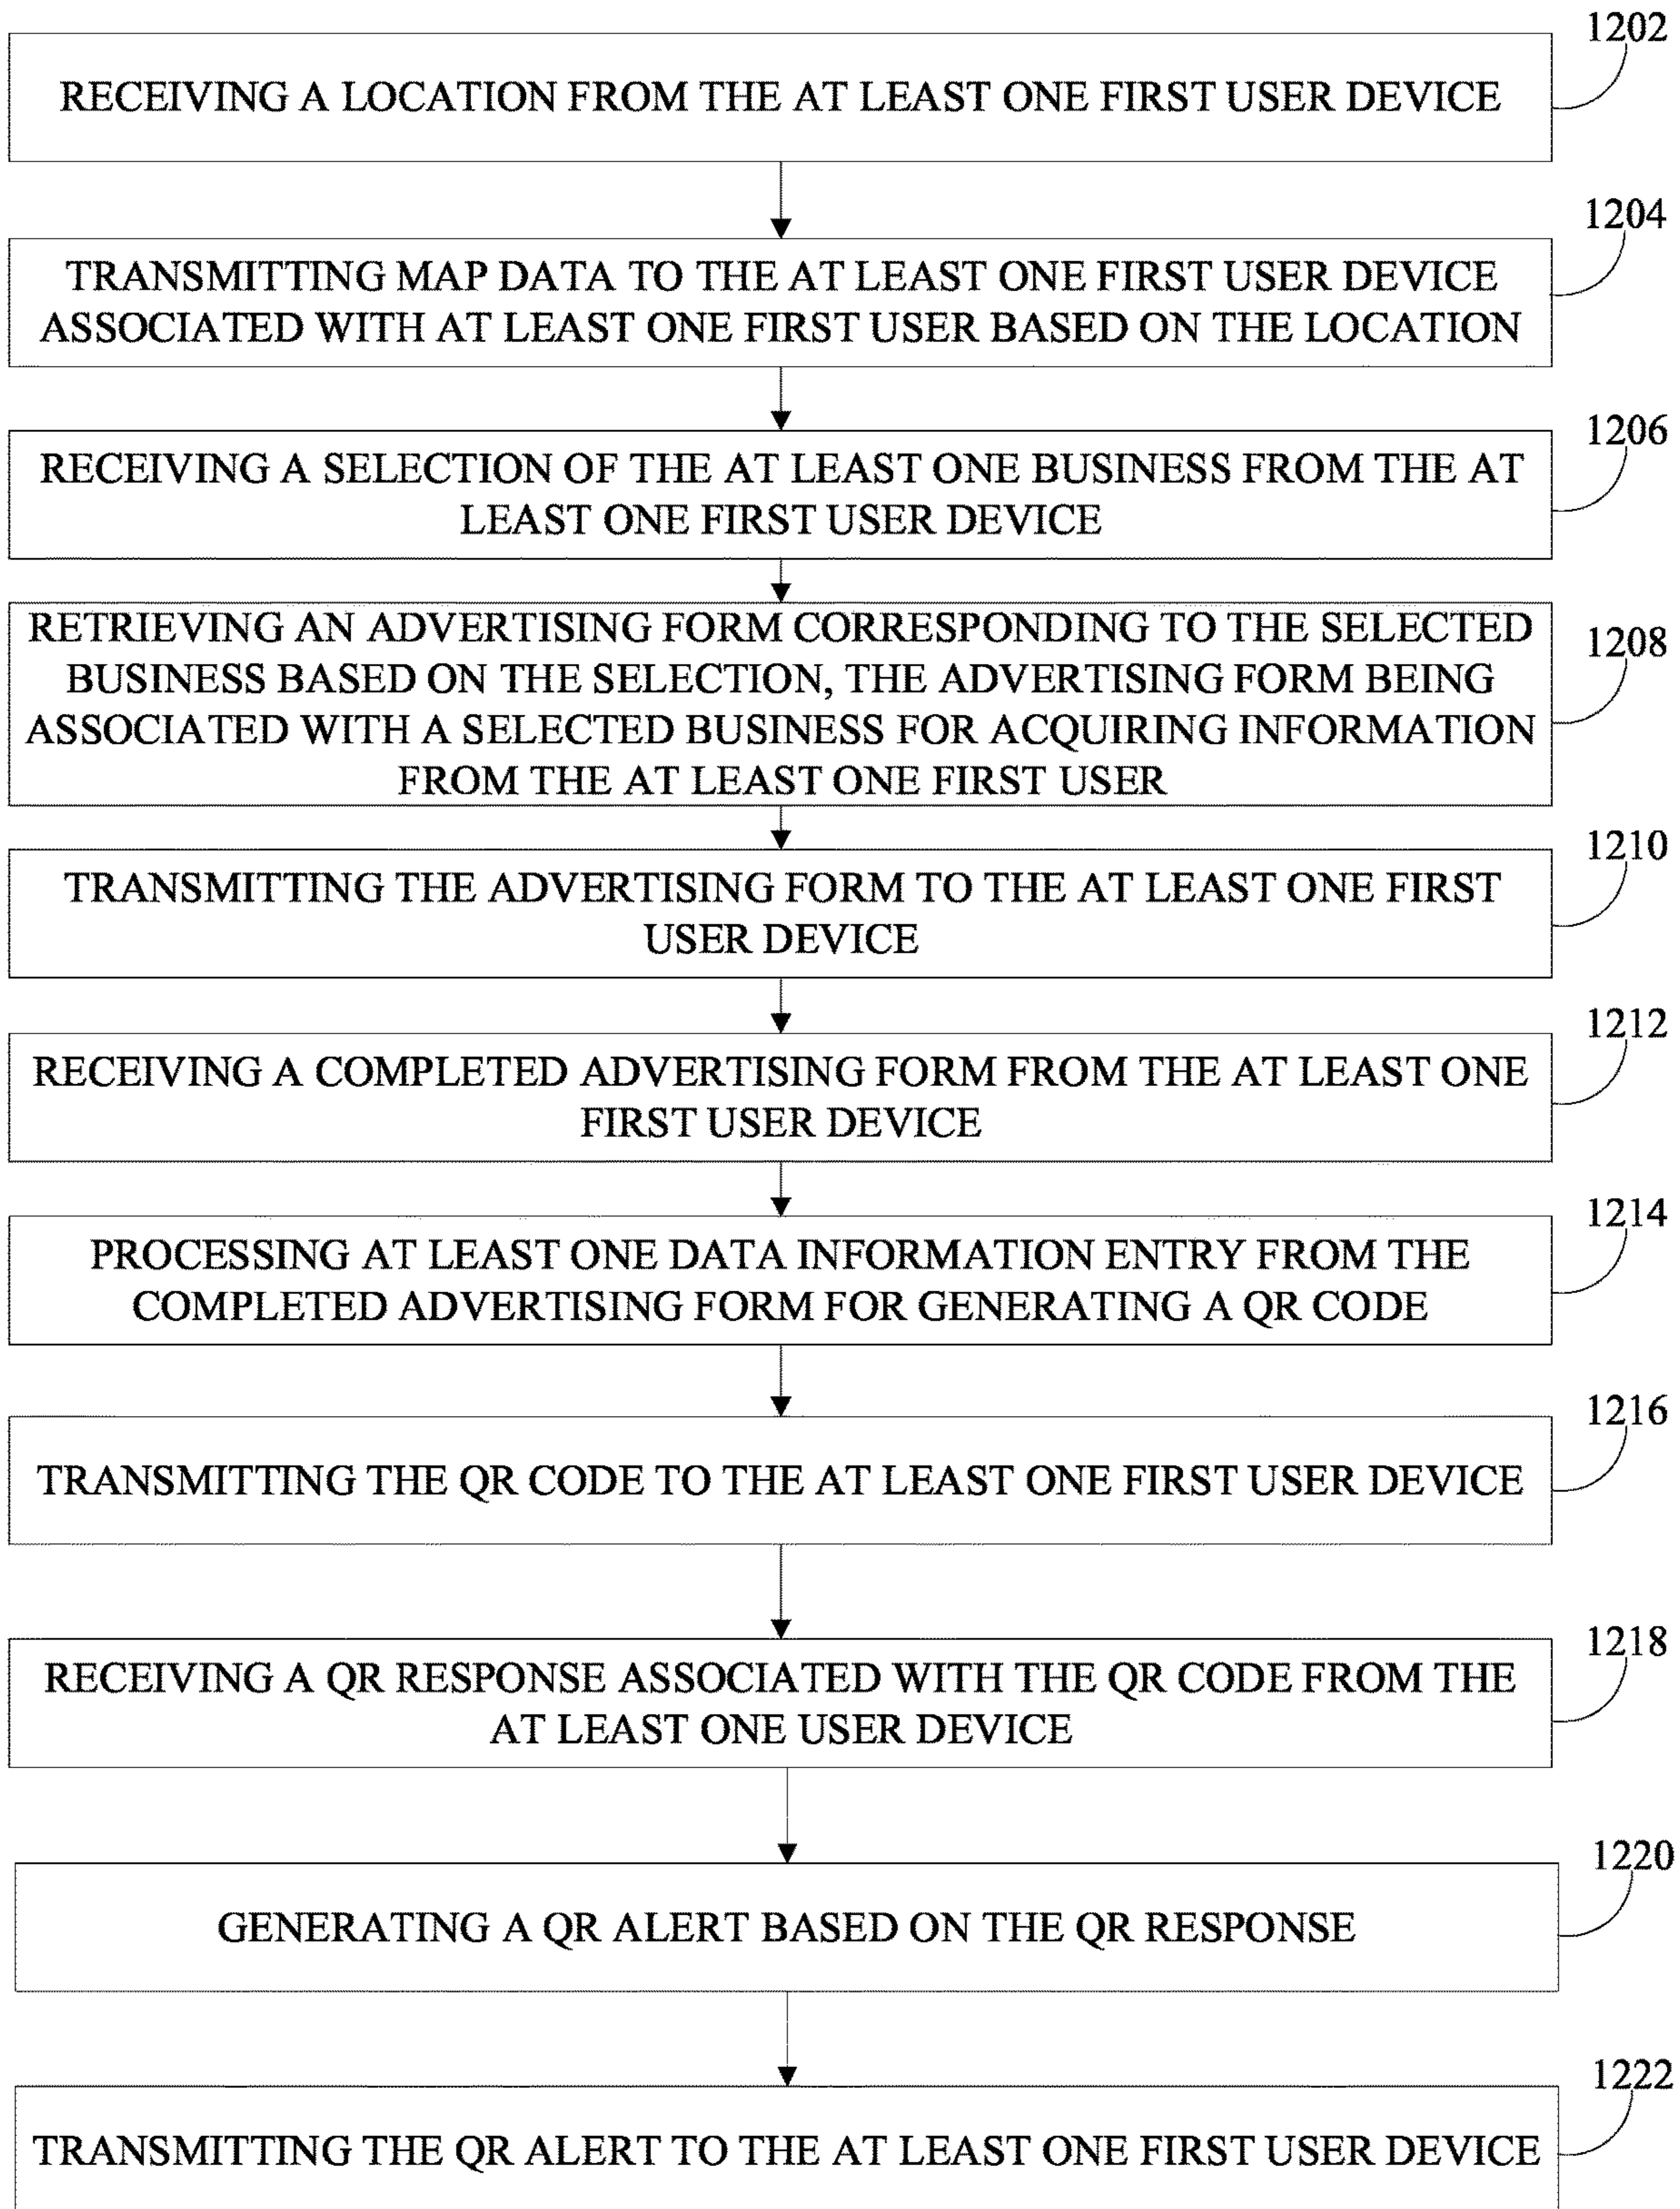 1202
RECEIVING A LOCATION FROM THE AT LEAST ONE FIRST USER DEVICE
1204
TRANSMITTING MAP DATA TO THE AT LEAST ONE FIRST USER DEVICE
ASSOCIATED WITH AT LEAST ONE FIRST USER BASED ON THE LOCATION
1206
RECEIVING A SELECTION OF THE AT LEAST ONE BUSINESS FROM THE AT
LEAST ONE FIRST USER DEVICE
1208
RETRIEVING AN ADVERTISING FORM CORRESPONDING TO THE SELECTED
BUSINESS BASED ON THE SELECTION, THE ADVERTISING FORM BEING
ASSOCIATED WITH A SELECTED BUSINESS FOR ACQUIRING INFORMATION
FROM THE AT LEAST ONE FIRST USER
1210
TRANSMITTING THE ADVERTISING FORM TO THE AT LEAST ONE FIRST
USER DEVICE
1212
RECEIVING A COMPLETED ADVERTISING FORM FROM THE AT LEAST ONE
FIRST USER DEVICE
1214
PROCESSING AT LEAST ONE DATA INFORMATION ENTRY FROM THE
COMPLETED ADVERTISING FORM FOR GENERATING A QR CODE
1216
TRANSMITTING THE QR CODE TO THE AT LEAST ONE FIRST USER DEVICE
1218
RECEIVING A QR RESPONSE ASSOCIATED WITH THE QR CODE FROM THE
AT LEAST ONE USER DEVICE
1220
GENERATING A QR ALERT BASED ON THE QR RESPONSE
1222
TRANSMITTING THE QR ALERT TO THE AT LEAST ONE FIRST USER DEVICE